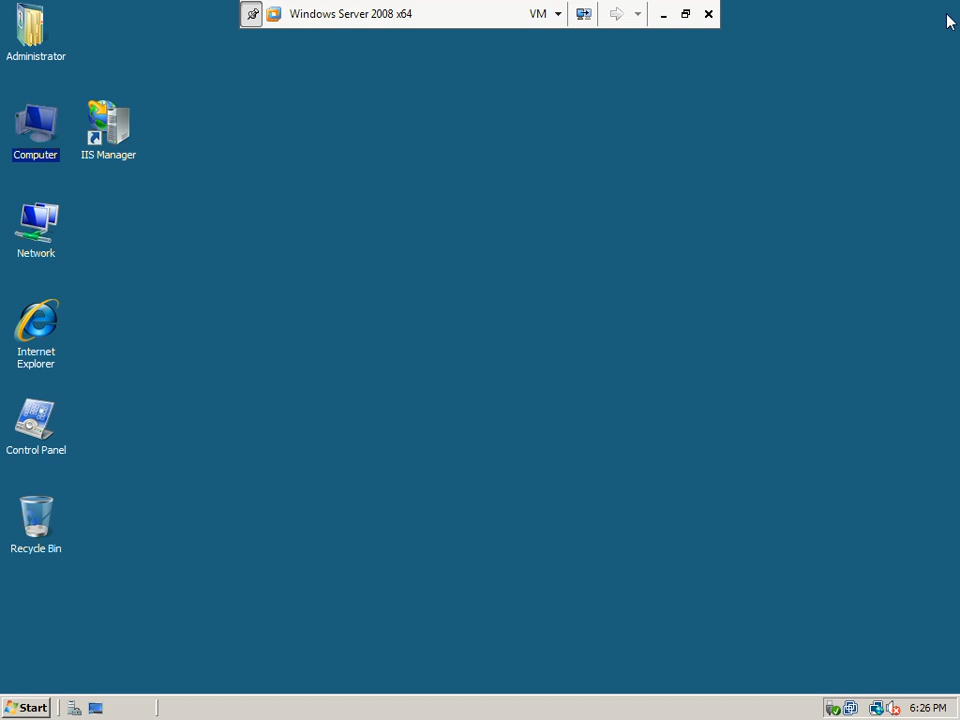 Windows Server 2008 x64
VM
Administrator
Computer
IIS Manager
Network
Internet
Explorer
Control Panel
Recycle Bin
Start
6:26 PM